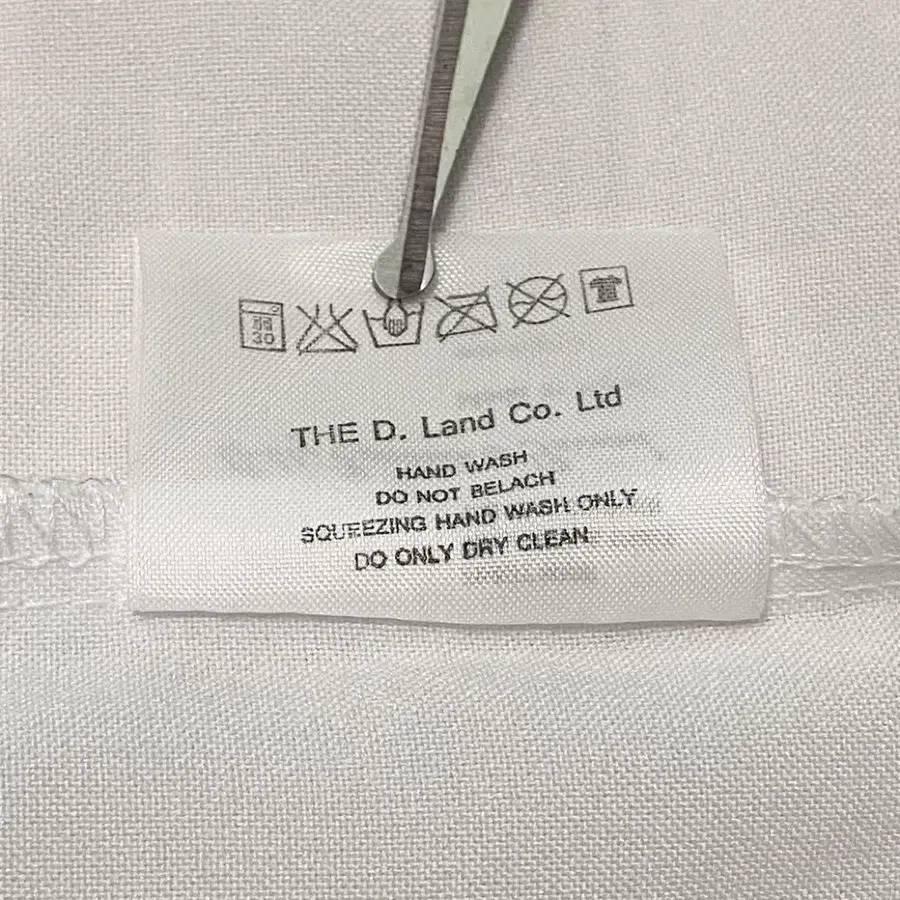 30
THE D. Land Co. Ltd
HAND WASH
DO NOT BELACH
SQUEEZING HAND WASH ONLY
DO ONLY DRY CLEAN